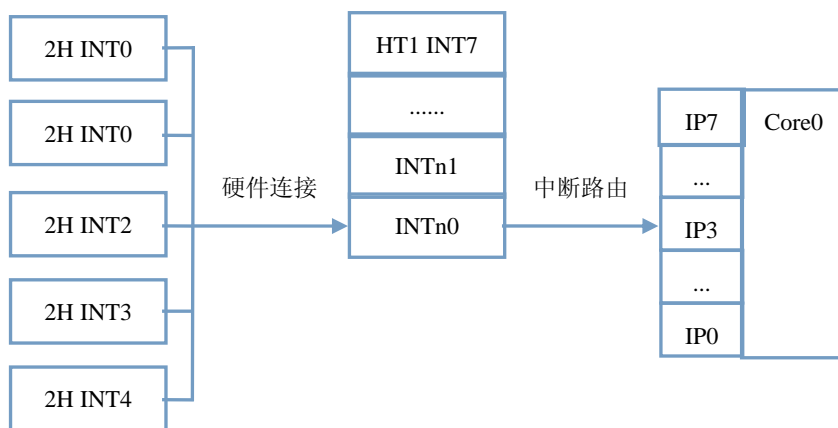 2H INT0
2H INT0
2H INT2
2H INT3
2H INT4
硬件连接
HT1 INT7
......
INTn1
INTn0
中断路由
IP7
...
IP3
...
IP0
Core0